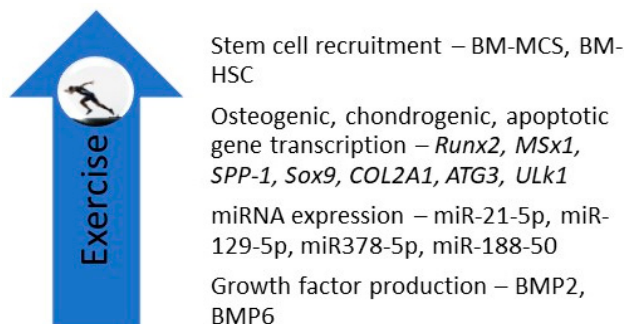 Exercise
Stem cell recruitment – BM-MCS, BM-
HSC
Osteogenic, chondrogenic, apoptotic
gene transcription – Runx2, MSx1,
SPP-1, Sox9, COL2A1, ATG3, ULk1
miRNA expression – miR-21-5p, miR-
129-5p, miR378-5p, miR-188-50
Growth factor production – BMP2,
BMP6